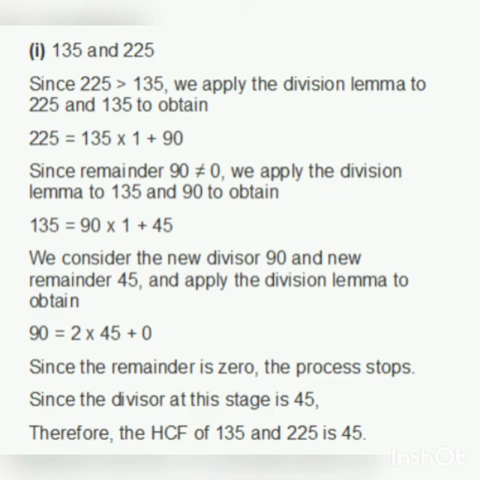 (i) 135 and 225
Since 225 > 135, we apply the division lemma to
225 and 135 to obtain
225 = 135 x 1 + 90
Since remainder 90 ≠ 0, we apply the division
lemma to 135 and 90 to obtain
135 = 90 x 1 + 45
We consider the new divisor 90 and new
remainder 45, and apply the division lemma to
obtain
90 = 2 x 45 + 0
Since the remainder is zero, the process stops.
Since the divisor at this stage is 45,
Therefore, the HCF of 135 and 225 is 45.
InShOt